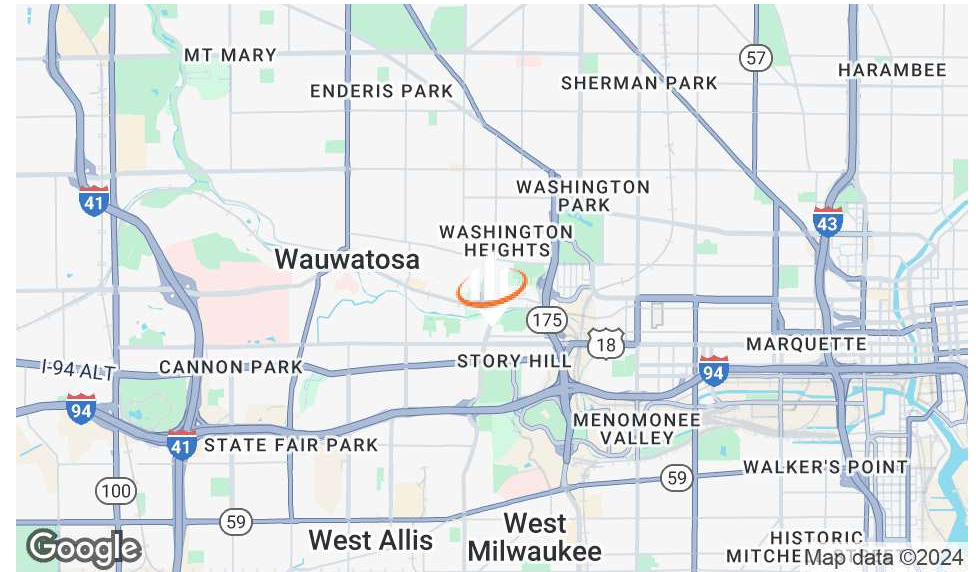 MT MARY
57
HARAMBEE
SHERMAN PARK
ENDERIS PARK
41
WASHINGTON
PARK
43
WASHINGTON
HEIGHTS
Wauwatosa
175
18
MARQUETTE
I-94 ALT
CANNON PARK
STORY HILL
94
94
MENOMONEE
VALLEY
41
STATE FAIR PARK
WALKER'S POINT
59
100
59
West Allis
West
Milwaukee
HISTORIC
Google
Map data ©2024